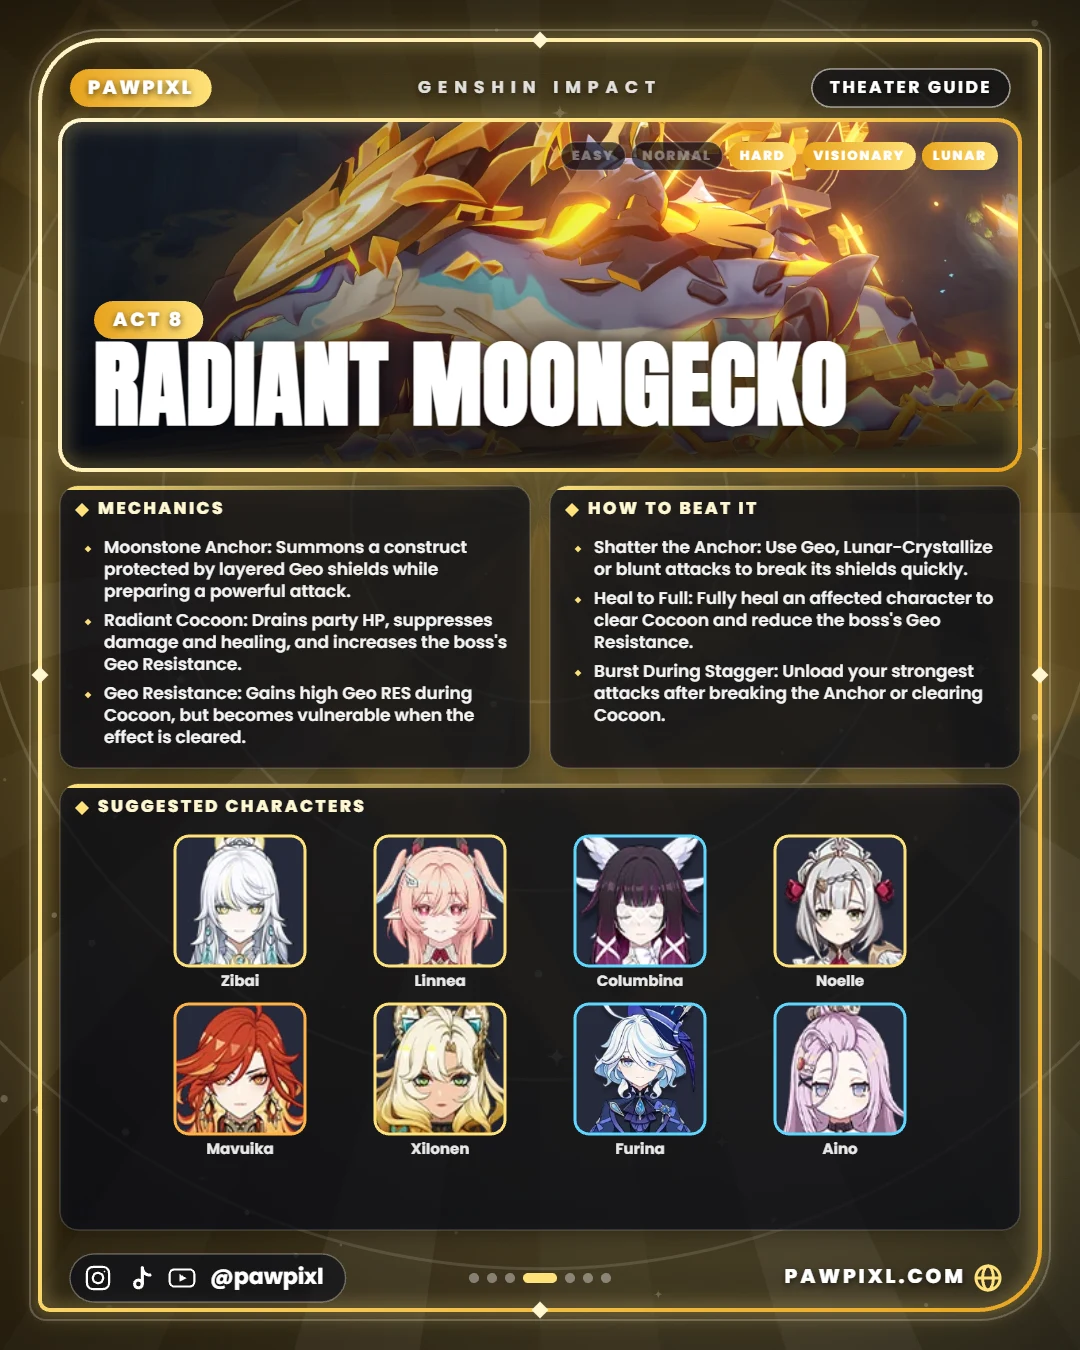 PAWPIXL
GENSHIN IMPACT
THEATER GUIDE
EASY
NORMAL
HARD
VISIONARY
LUNAR
ACT 8
RADIANT MOONGECKO
MECHANICS
Moonstone Anchor: Summons a construct
protected by layered Geo shields while
preparing a powerful attack.
Radiant Cocoon: Drains party HP, suppresses
damage and healing, and increases the boss's
Geo Resistance.
Geo Resistance: Gains high Geo RES during
Cocoon, but becomes vulnerable when the
effect is cleared.
HOW TO BEAT IT
Shatter the Anchor: Use Geo, Lunar-Crystallize
or blunt attacks to break its shields quickly.
Heal to Full: Fully heal an affected character to
clear Cocoon and reduce the boss's Geo
Resistance.
Burst During Stagger: Unload your strongest
attacks after breaking the Anchor or clearing
Cocoon.
SUGGESTED CHARACTERS
Zibai
Linnea
Columbina
Noelle
Mavuika
Xilonen
Furina
Aino
@pawpixl
PAWPIXL.COM